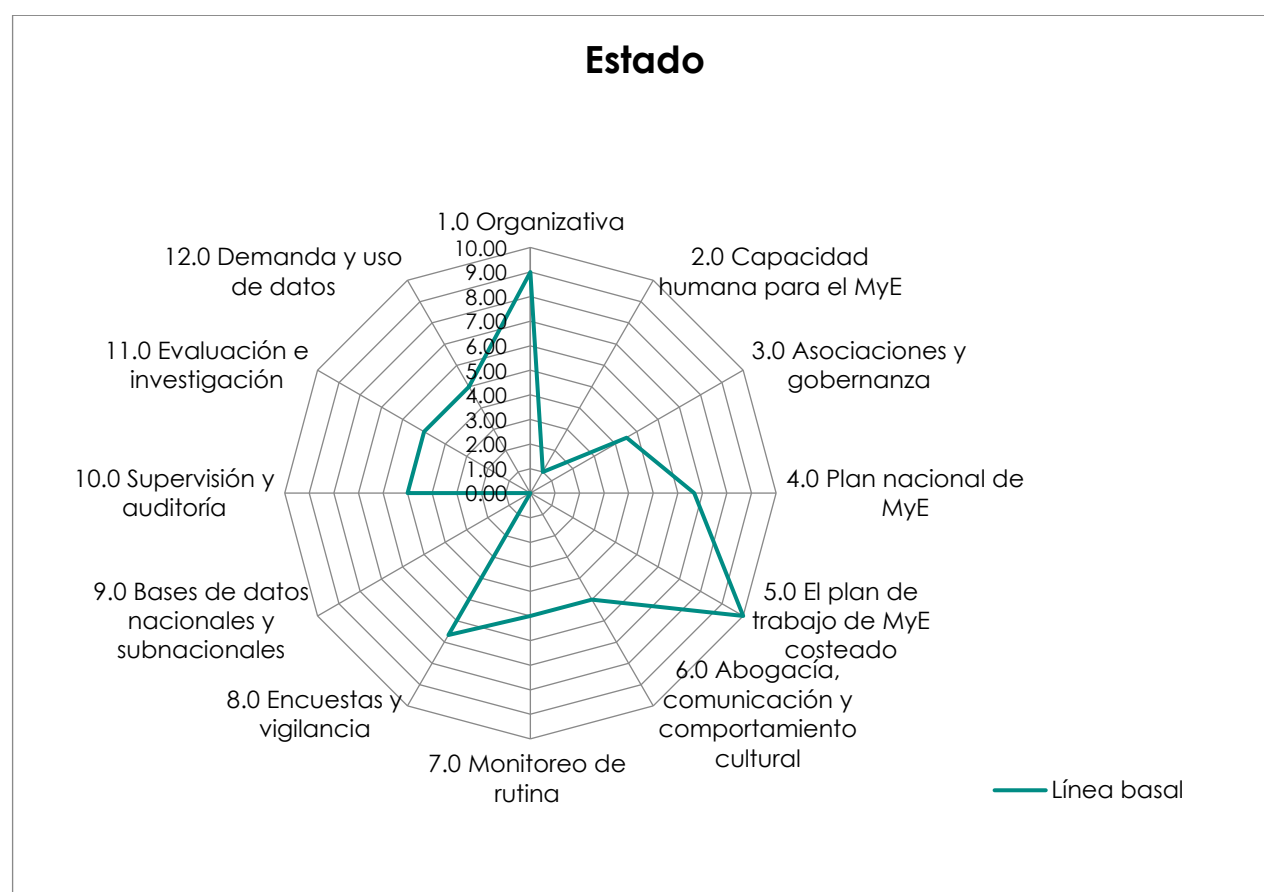 Estado
1.0 Organizativa
10.00
9.00
8.00
7.00
6.00
5.00
4.00
3.00
2.00
1.00
0.00
2.0 Capacidad
humana para el MyE
3.0 Asociaciones y
gobernanza
4.0 Plan nacional de
MyE
5.0 El plan de
trabajo de MyE
costeado
6.0 Abogacía,
comunicación y
comportamiento
cultural
7.0 Monitoreo de
rutina
8.0 Encuestas y
vigilancia
9.0 Bases de datos
nacionales y
subnacionales
10.0 Supervisión y
auditoría
11.0 Evaluación e
investigación
12.0 Demanda y uso
de datos
Línea basal